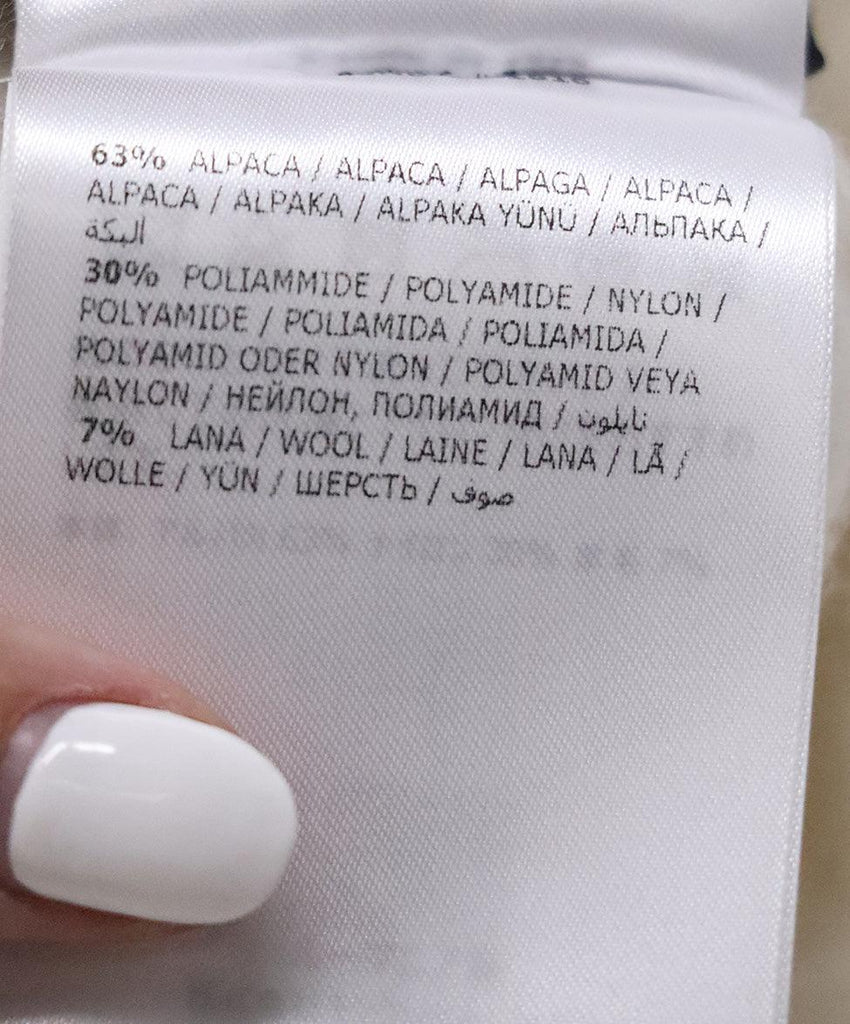 63% ALPACA / ALPACA / ALPAGA / ALPACA /
ALPACA / ALPAKA / ALPAKA YÜNÜ / АЛЬПАКА /
ألبكة
30% POLIAMMIDE / POLYAMIDE / NYLON /
POLYAMIDE / POLIAMIDA / POLIAMIDA /
POLYAMID ODER NYLON / POLYAMID VEYA
NAYLON / НЕЙЛОН, ПОЛИАМИД / نايلون
7% LANA / WOOL / LAINE / LANA / LÃ /
WOLLE / YÜN / ШЕРСТЬ / صوف